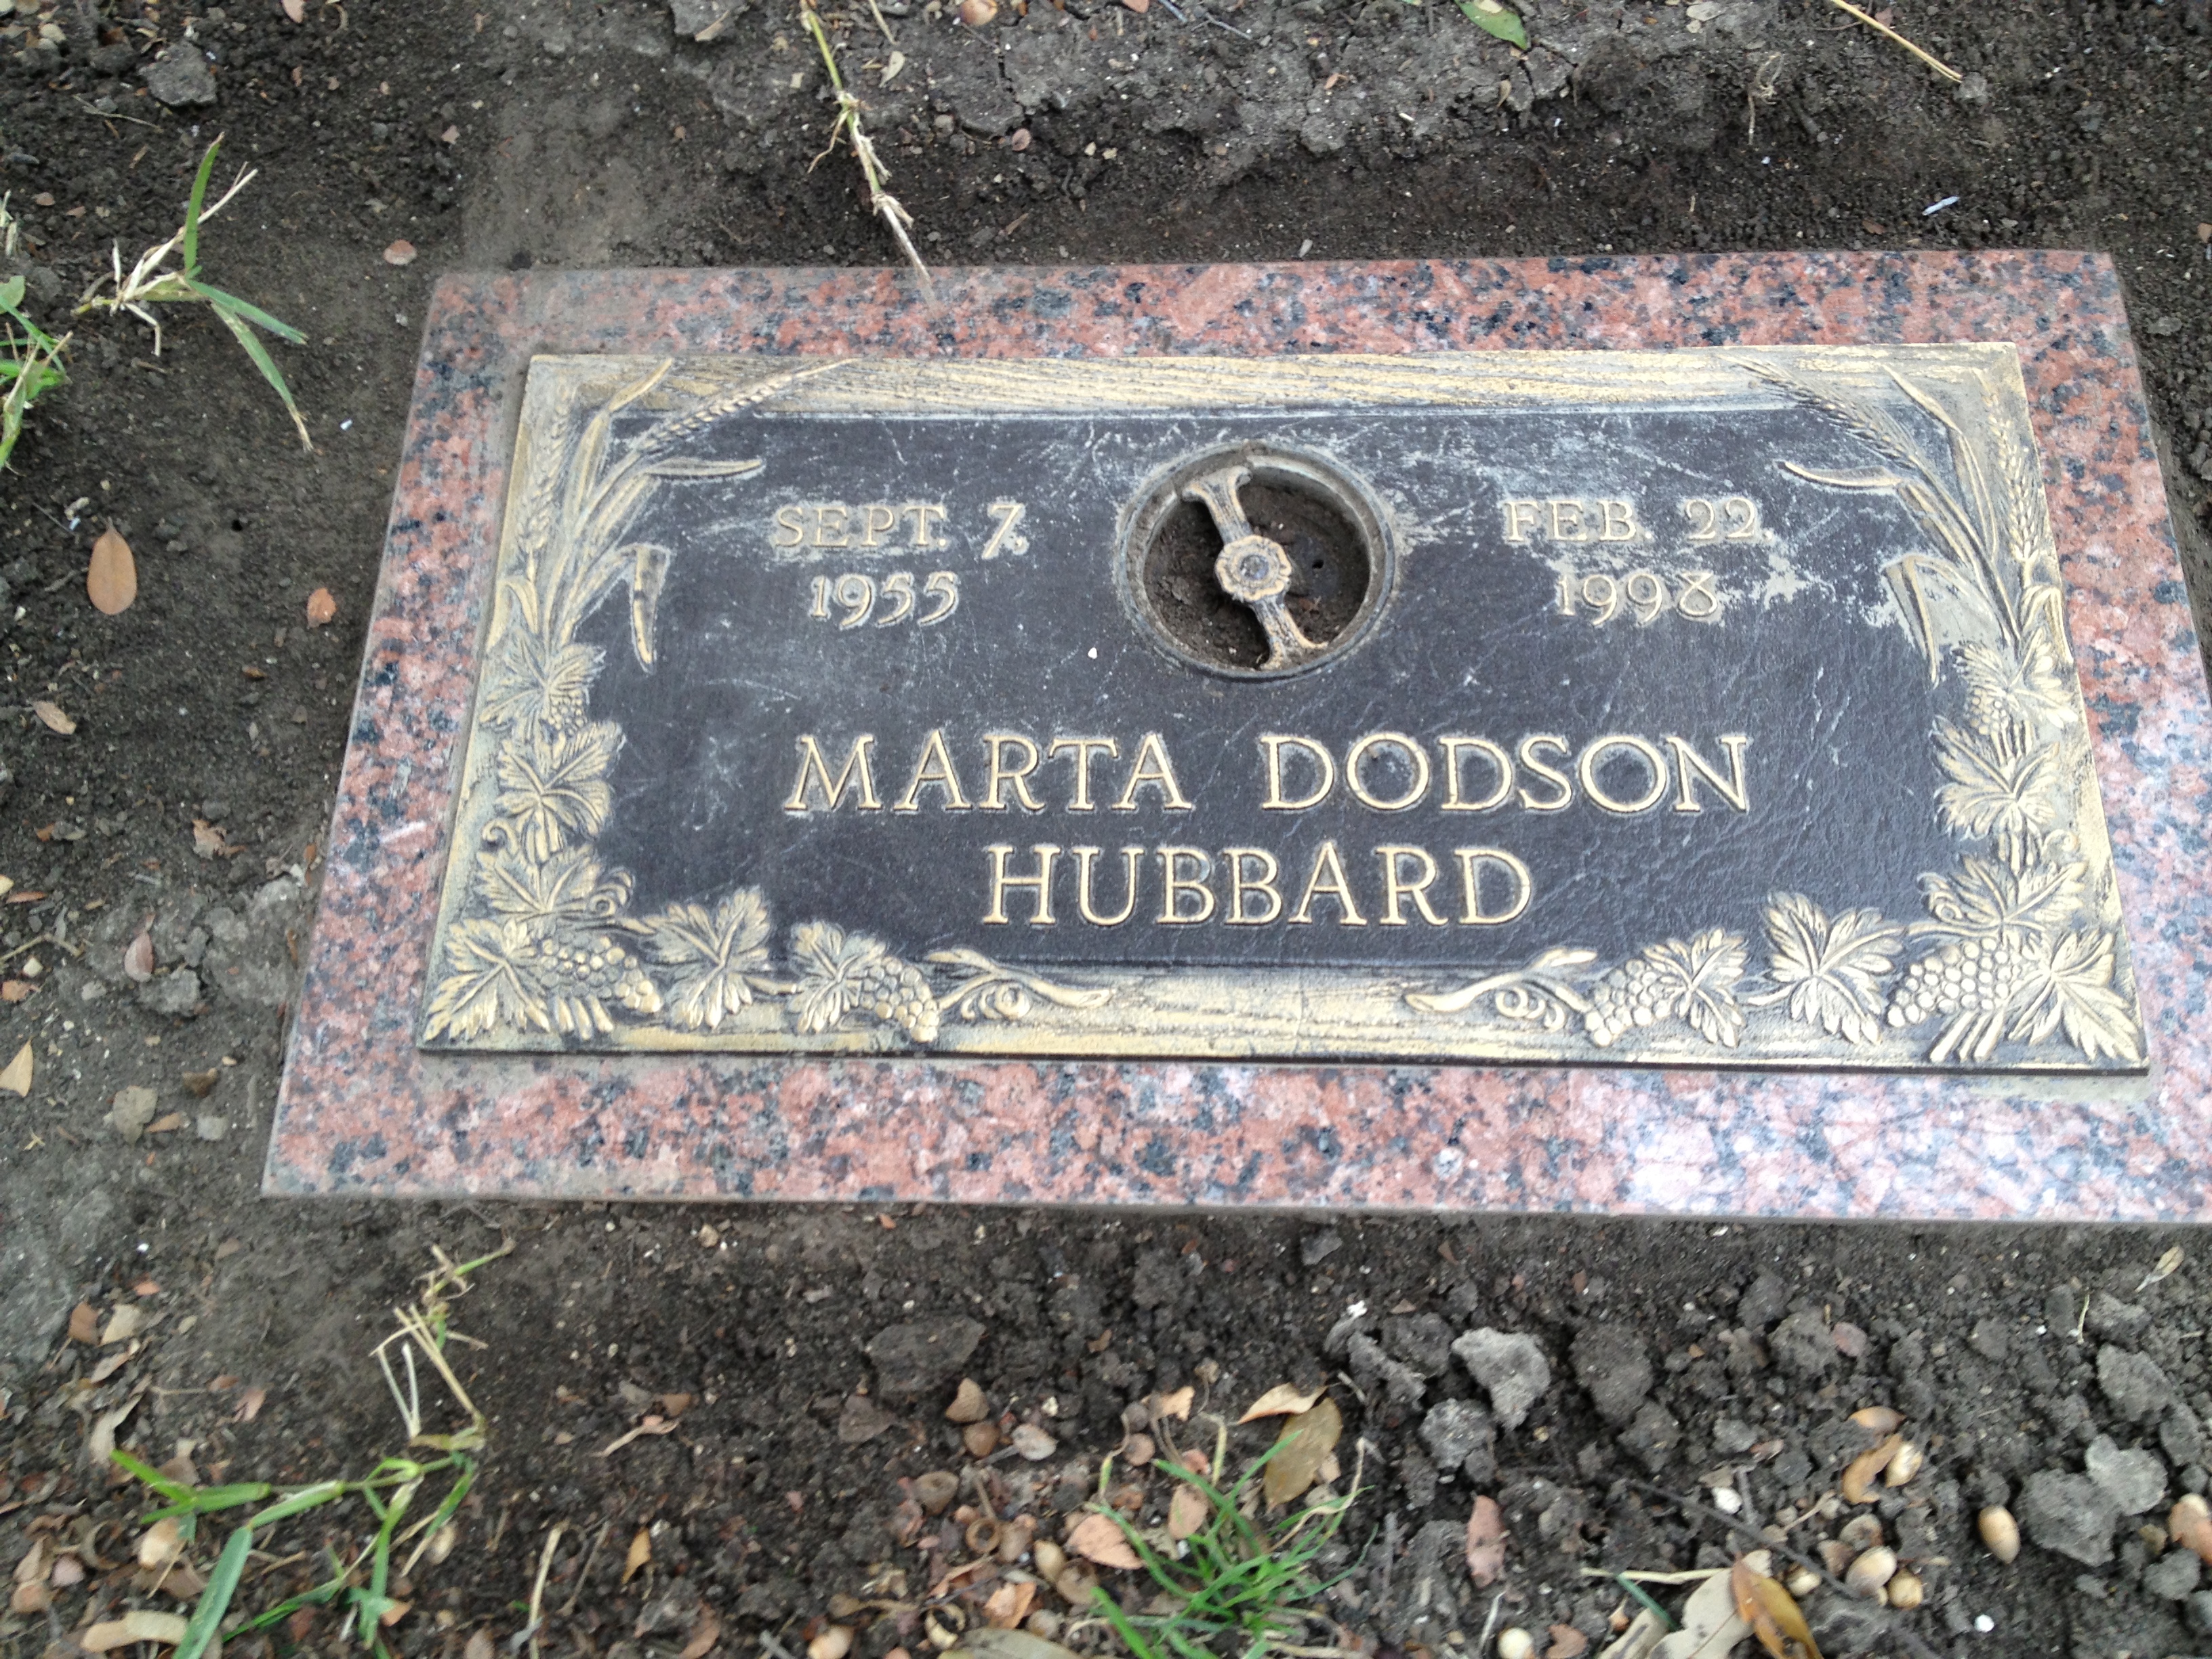 SEPT. 7,
1955
FEB. 22,
1998
MARTA DODSON
HUBBARD